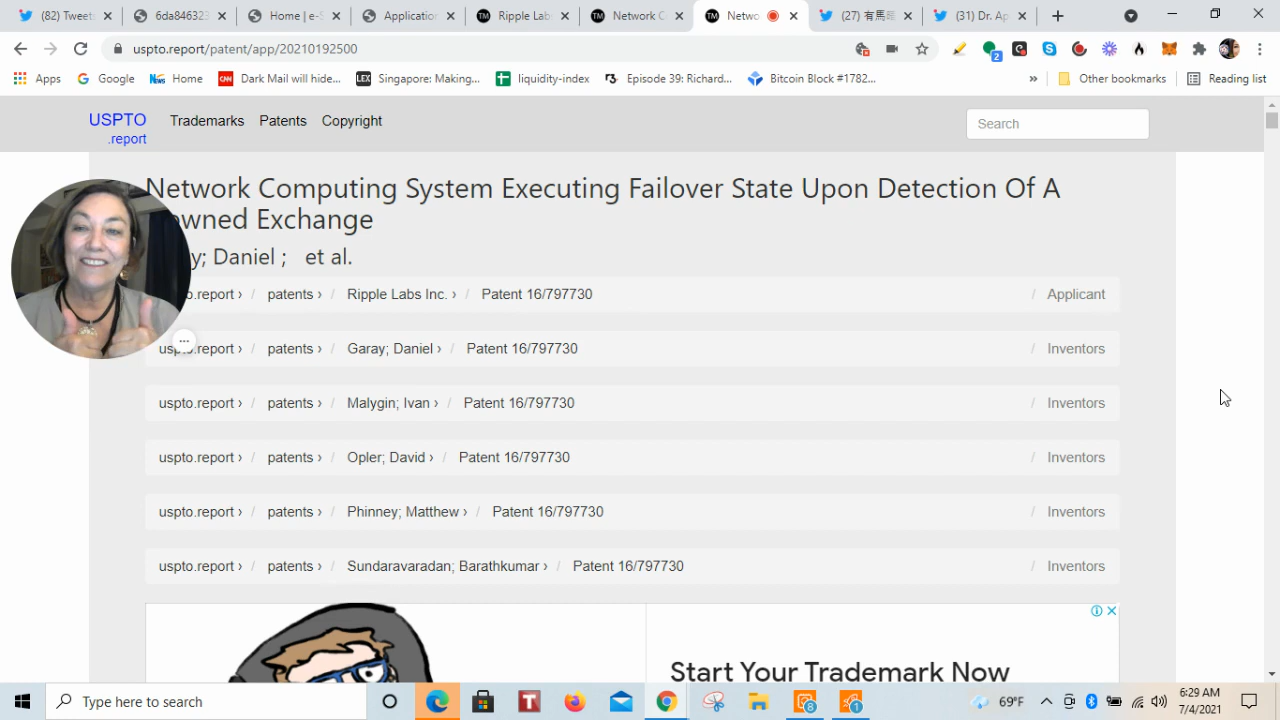 (82) Tweet
6da846323
Home | e-S
Application
Ripple Lab
Network C
Netwo
(27) 有馬
(31) Dr. Ap
uspto.report/patent/app/20210192500
Apps
Google
Home
Dark Mail will hide...
Singapore: Making...
liquidity-index
Episode 39: Richard...
Bitcoin Block #1782...
»
Other bookmarks
Reading list
USPTO
.report
Trademarks
Patents
Copyright
Search
Network Computing System Executing Failover State Upon Detection Of A
owned Exchange
y; Daniel ; et al.
.report › / patents › / Ripple Labs Inc. › / Patent 16/797730 / Applicant
uspto.report › / patents › / Garay; Daniel › / Patent 16/797730 / Inventors
uspto.report › / patents › / Malygin; Ivan › / Patent 16/797730 / Inventors
uspto.report › / patents › / Opler; David › / Patent 16/797730 / Inventors
uspto.report › / patents › / Phinney; Matthew › / Patent 16/797730 / Inventors
uspto.report › / patents › / Sundaravaradan; Barathkumar › / Patent 16/797730 / Inventors
Start Your Trademark Now
Type here to search
69°F
6:29 AM
7/4/2021